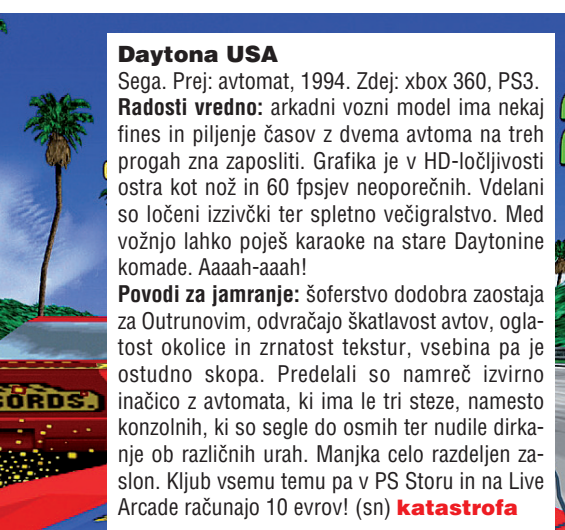 Daytona USA
Sega. Prej: avtomat, 1994. Zdej: xbox 360, PS3.
Radosti vredno: arkadni vozni model ima nekaj
fines in piljenje časov z dvema avtoma na treh
progah zna zaposliti. Grafika je v HD-ločljivosti
ostra kot nož in 60 fpsjev neoporečnih. Vdelani
so ločeni izzivčki ter spletno večigralstvo. Med
vožnjo lahko poješ karaoke na stare Daytonine
komade. Aaaah-aaah!
Povodi za jamranje: šoferstvo dodobra zaostaja
za Outrunovim, odvračajo škatlavost avtov, ogla-
tost okolice in zrnatost tekstur, vsebina pa je
ostudno skopa. Predelali so namreč izvirno
inačico z avtomata, ki ima le tri steze, namesto
konzolnih, ki so segle do osmih ter nudile dirka-
nje ob različnih urah. Manjka celo razdeljen za-
slon. Kljub vsemu temu pa v PS Storu in na Live
Arcade računajo 10 evrov! (sn) katastrofa
CORDS.